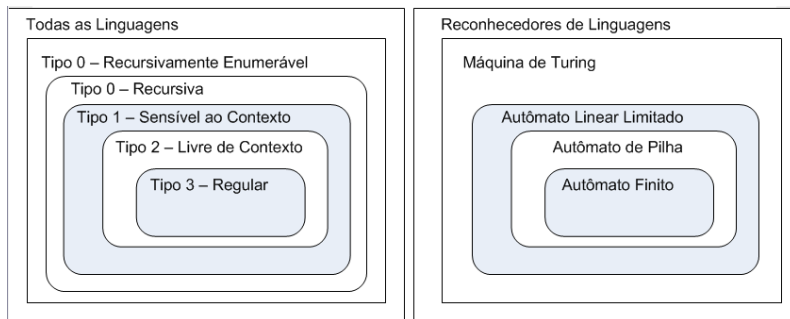 Todas as Linguagens
Tipo 0 – Recursivamente Enumerável
Tipo 0 – Recursiva
Tipo 1 – Sensível ao Contexto
Tipo 2 – Livre de Contexto
Tipo 3 – Regular
Reconhecedores de Linguagens
Máquina de Turing
Autômato Linear Limitado
Autômato de Pilha
Autômato Finito